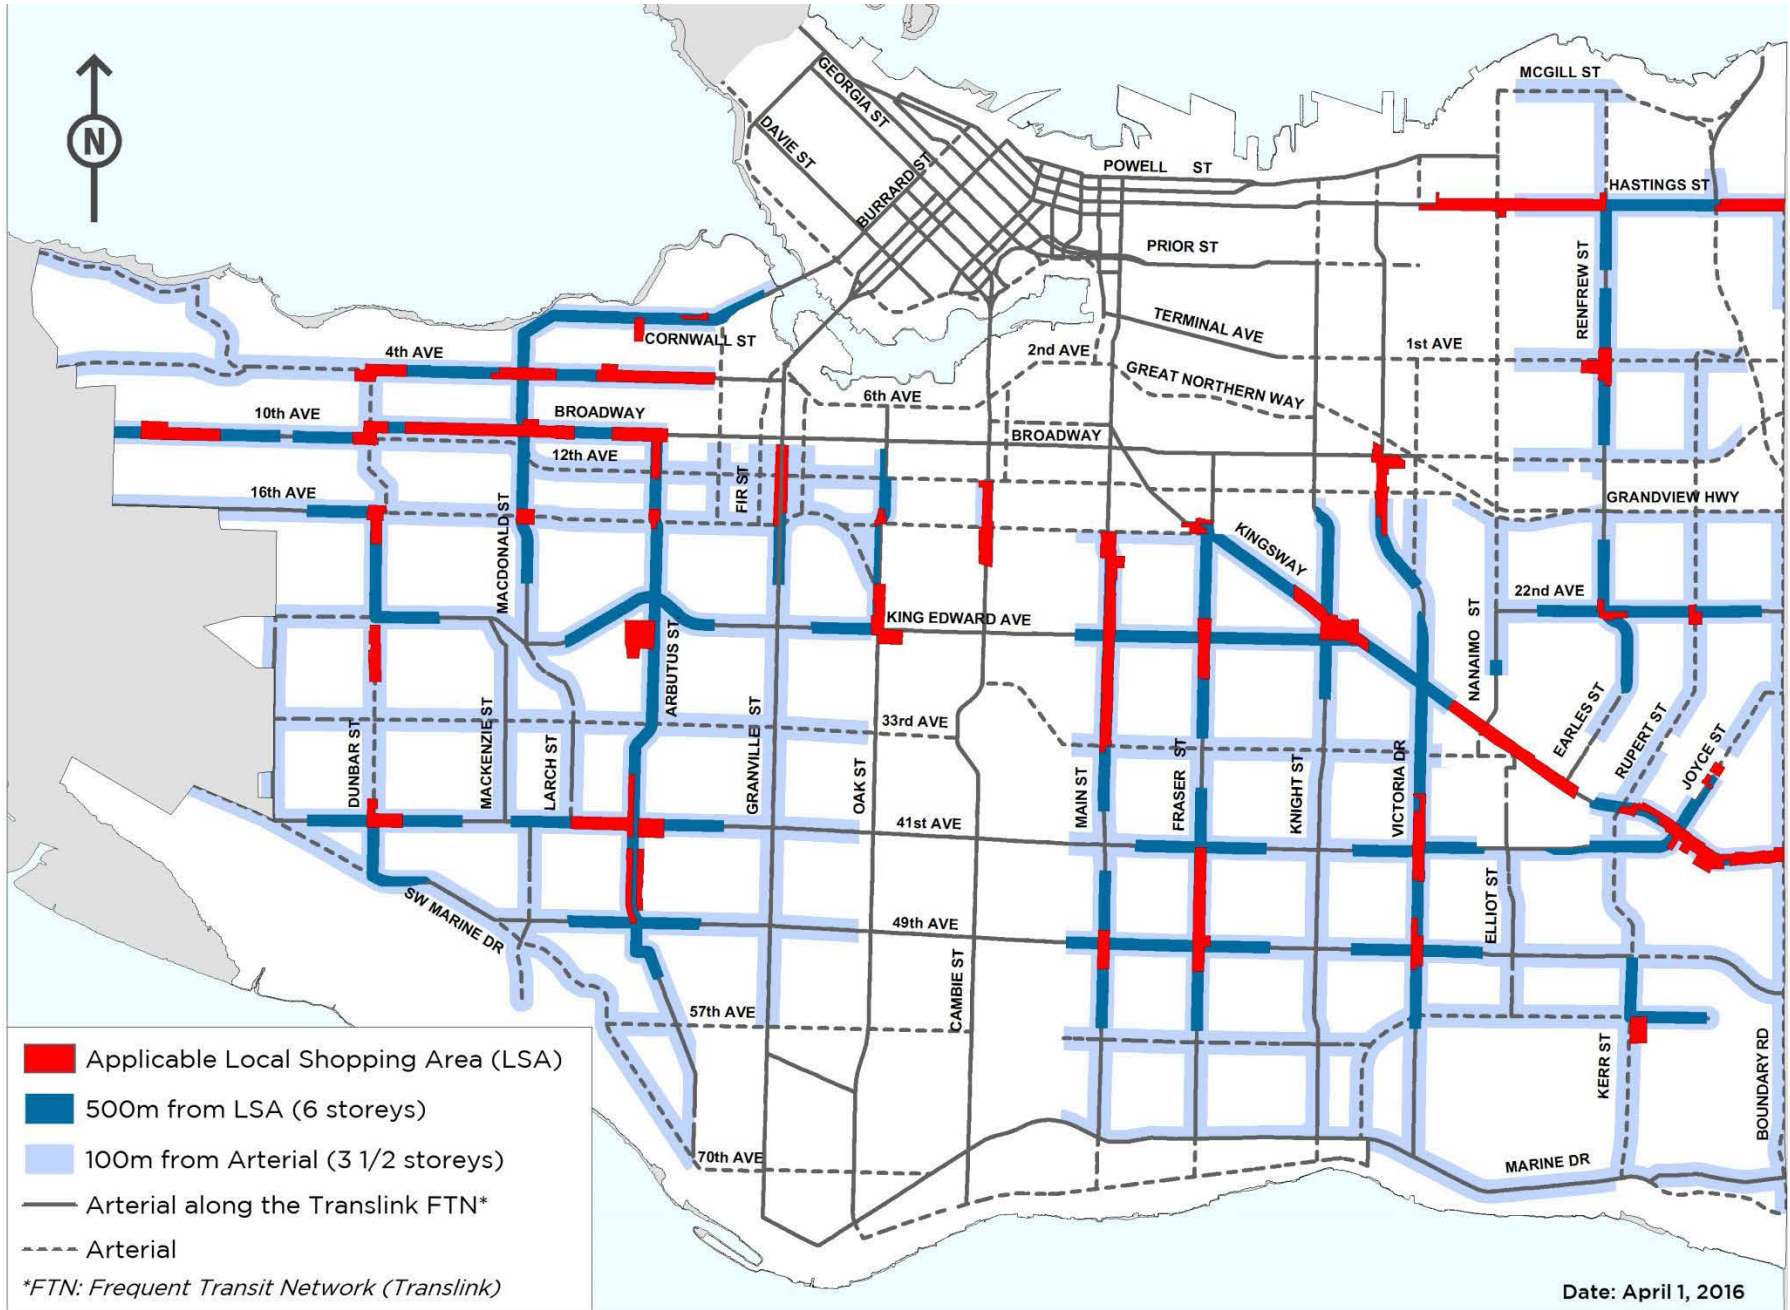 MCGILL ST
GEORGIA ST
DAVIE ST
BURRARD ST
POWELL ST
HASTINGS ST
N
PRIOR ST
RENFREW ST
TERMINAL AVE
CORNWALL ST
4th AVE
2nd AVE
1st AVE
GREAT NORTHERN WAY
6th AVE
10th AVE
BROADWAY
BROADWAY
12th AVE
FIR ST
16th AVE
GRANDVIEW HWY
MACDONALD ST
KINGSWAY
22nd AVE
KING EDWARD AVE
ARBUTUS ST.
NANAIMO ST
33rd AVE
DUNBAR ST
MACKENZIE ST
LARCH ST
GRANVILLE ST
OAK ST
MAIN ST
FRASER ST
KNIGHT ST
VICTORIA DR
EARLES ST
RUPERT ST
JOYCE ST
41st AVE
SW MARINE DR
49th AVE
ELLIOT ST
CAMBIE ST
57th AVE
KERR ST
BOUNDARY RD
70th AVE
MARINE DR
Applicable Local Shopping Area (LSA)
500m from LSA (6 storeys)
100m from Arterial (3 1/2 storeys)
Arterial along the Translink FTN*
Arterial
*FTN: Frequent Transit Network (Translink)
Date: April 1, 2016